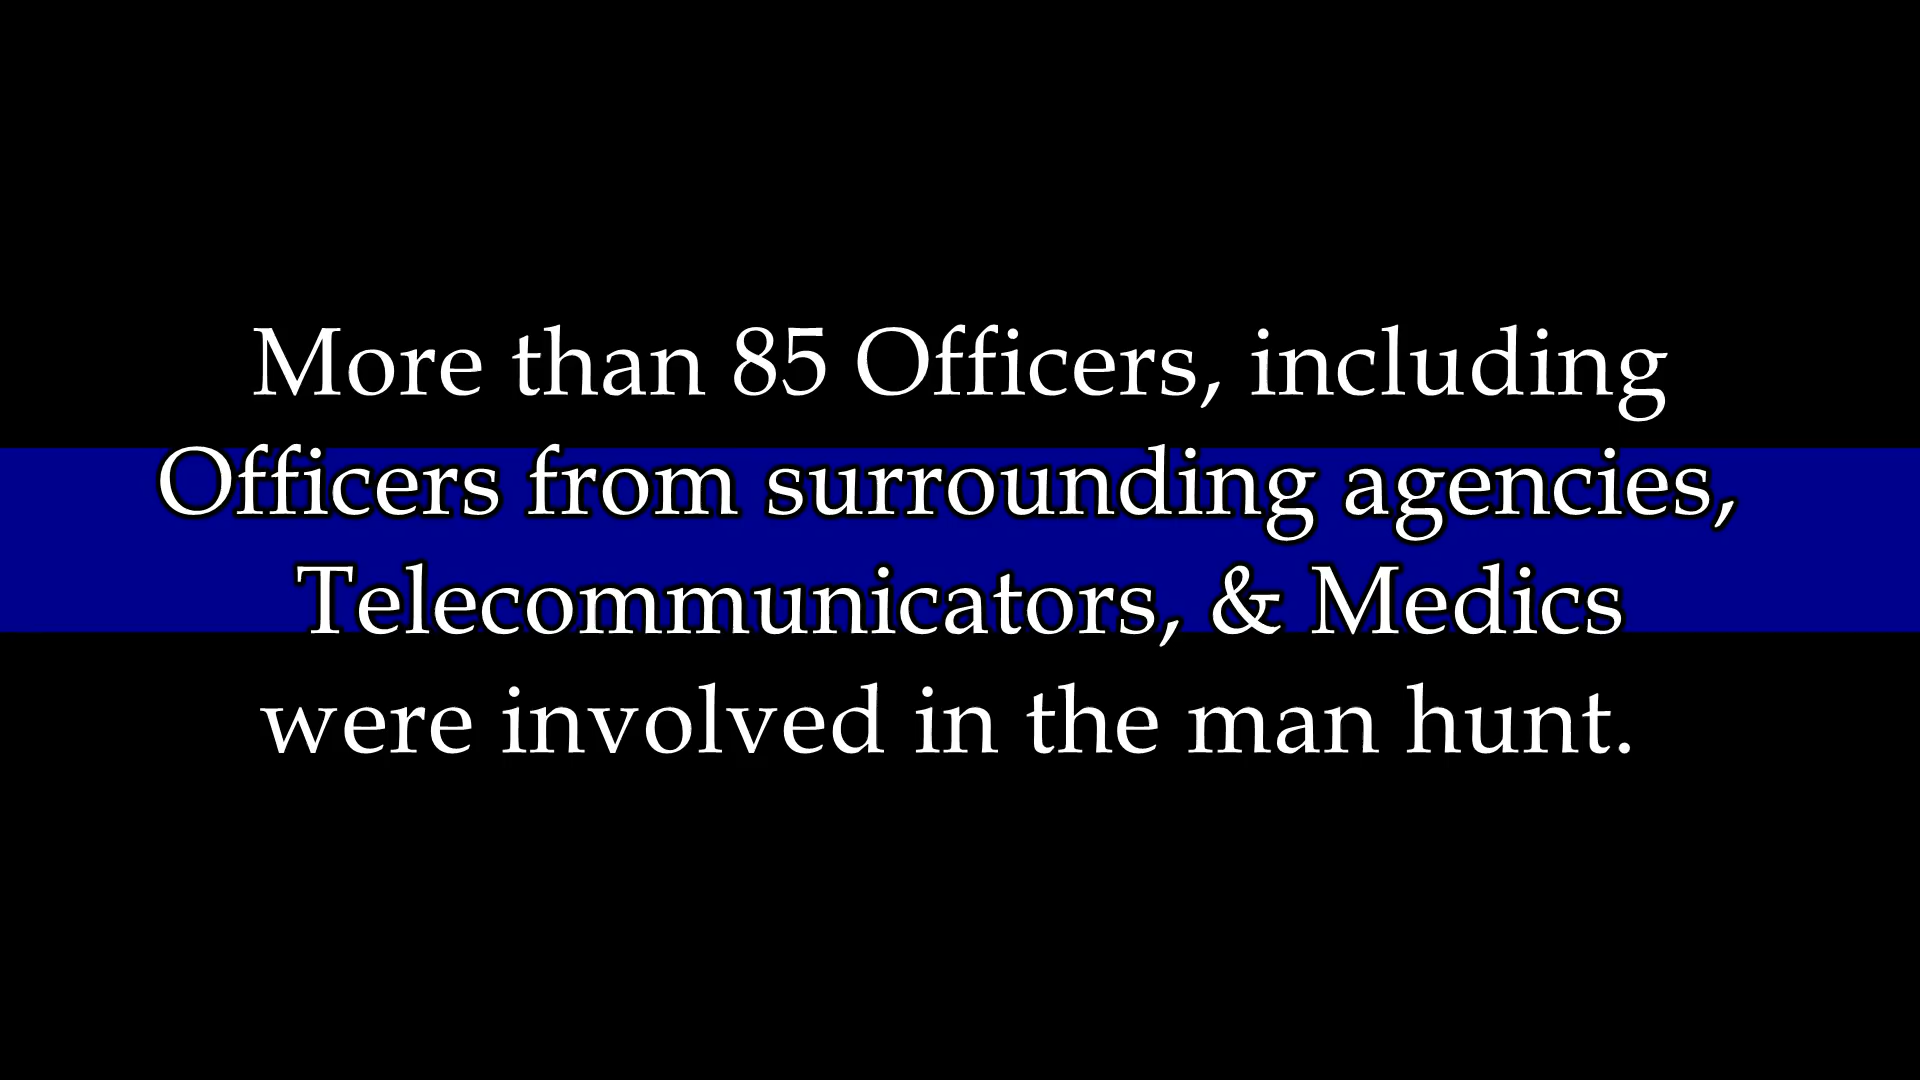 More than 85 Officers, including
Officers from surrounding agencies,
Telecommunicators, & Medics
were involved in the man hunt.